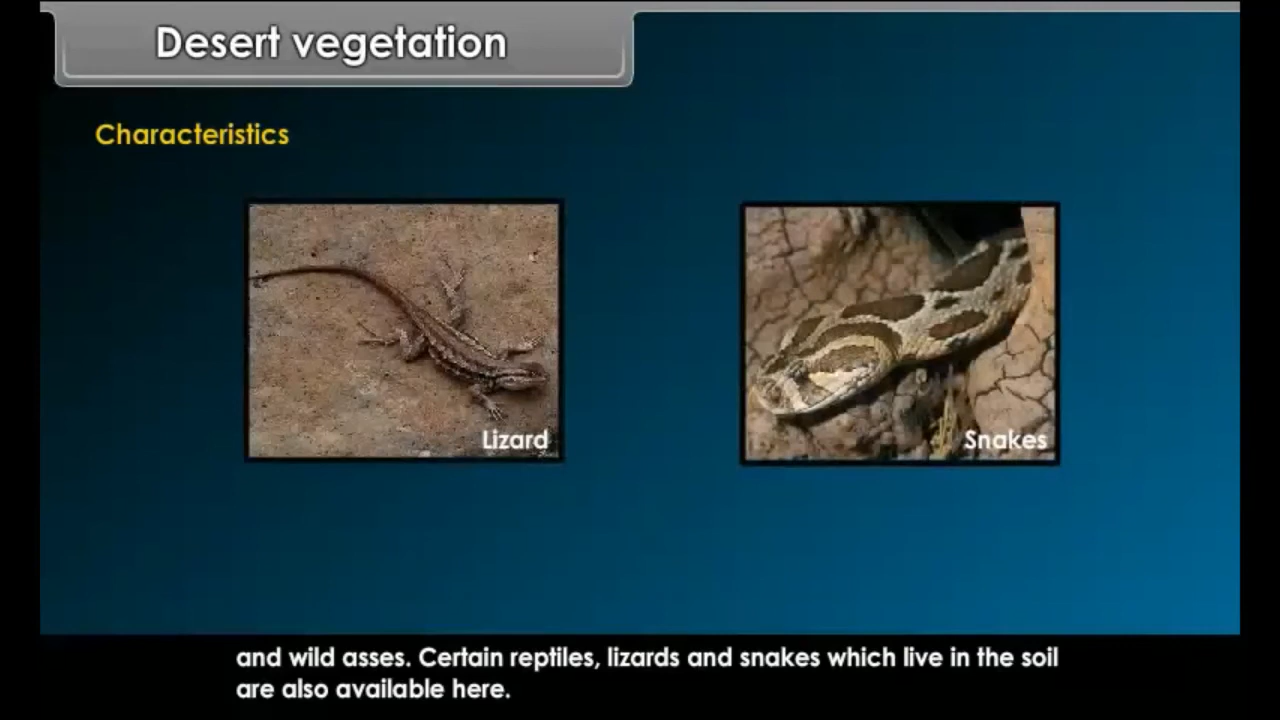 Desert vegetation
Characteristics
Lizard
Snakes
and wild asses. Certain reptiles, lizards and snakes which live in the soil
are also available here.